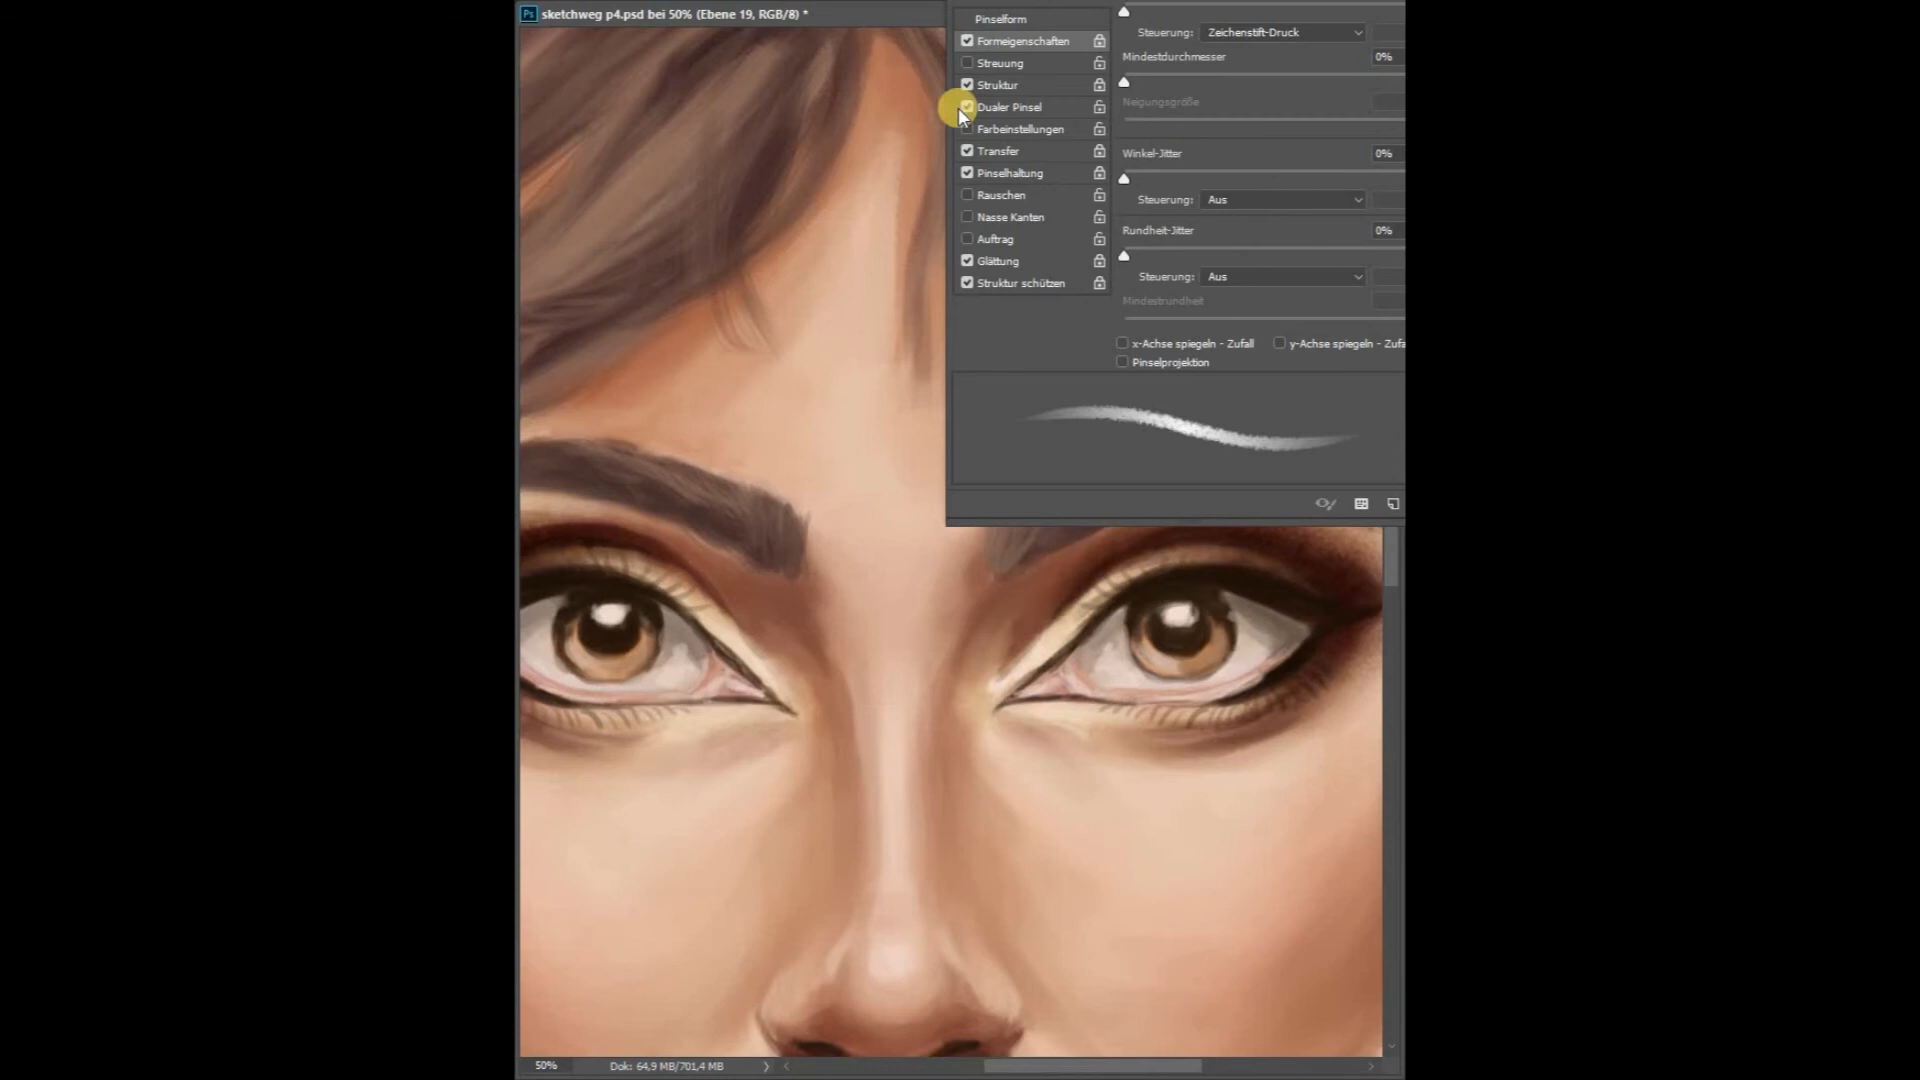 Ps sketchweg p4.psd bei 50% (Ebene 19, RGB/8) *
Pinselform
Formeigenschaften
Streuung
Struktur
Dualer Pinsel
Farbeinstellungen
Transfer
Pinselhaltung
Rauschen
Nasse Kanten
Auftrag
Glättung
Struktur schützen
Steuerung: Zeichenstift-Druck
Mindestdurchmesser 0%
Neigungsgröße
Winkel-Jitter 0%
Steuerung: Aus
Rundheit-Jitter 0%
Steuerung: Aus
Mindestrundheit
x-Achse spiegeln - Zufall y-Achse spiegeln - Zufa
Pinselprojektion
50% Dok: 64,9 MB/701,4 MB